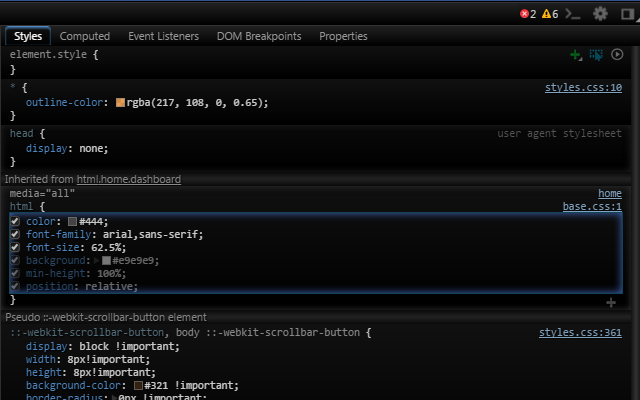 2 6
Styles Computed Event Listeners DOM Breakpoints Properties
element.style {
}
* { styles.css:10
outline-color: rgba(217, 108, 0, 0.65);
}
head { user agent stylesheet
display: none;
}
Inherited from html.home.dashboard
media="all" home
html { base.css:1
color: #444;
font-family: arial,sans-serif;
font-size: 62.5%;
background: #e9e9e9;
min-height: 100%;
position: relative;
}
Pseudo ::-webkit-scrollbar-button element
::-webkit-scrollbar-button, body ::-webkit-scrollbar-button { styles.css:361
display: block !important;
width: 8px!important;
height: 8px!important;
background-color: #321 !important;
border-radius: 0px !important;